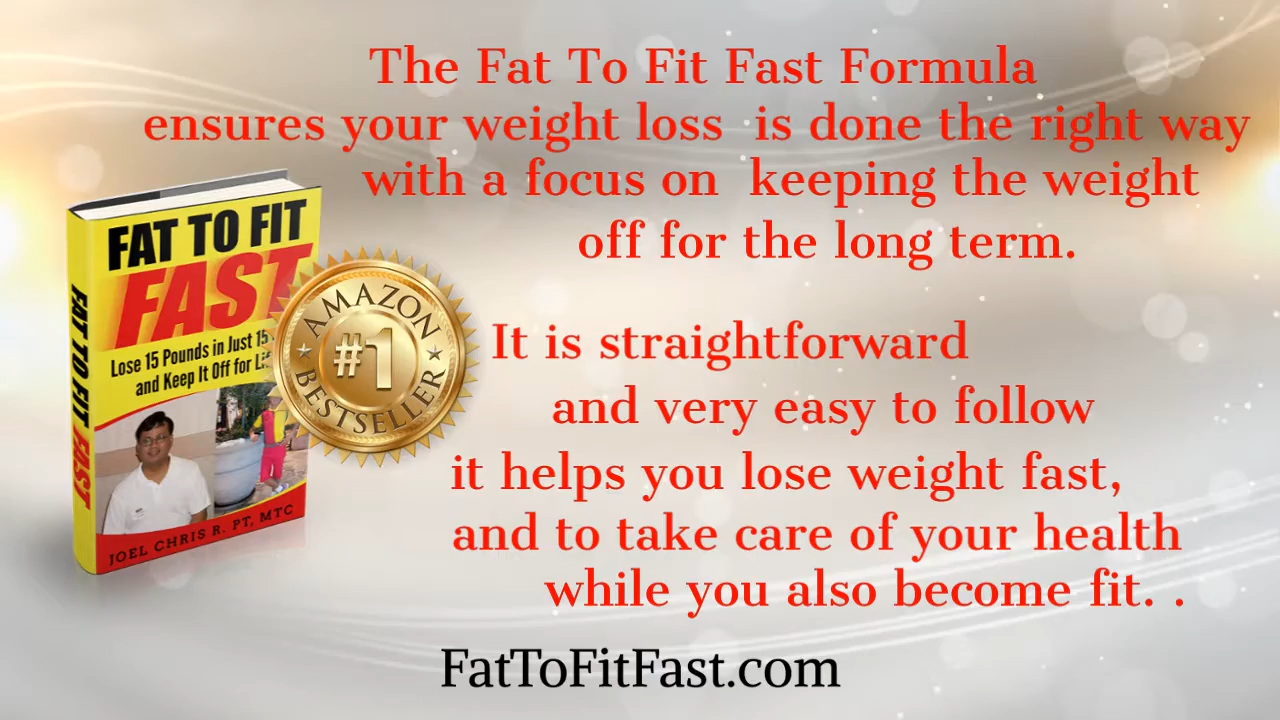 The Fat To Fit Fast Formula
ensures your weight loss is done the right way
with a focus on keeping the weight
off for the long term.
FAT TO FIT
FAST
Lose 15 Pounds in Just 15
and Keep It Off for
JOEL CHRIS R. PT, MTC
FAT TO FIT FAST
AMAZON
#1
BESTSELLER
It is straightforward
and very easy to follow
it helps you lose weight fast,
and to take care of your health
while you also become fit. .
FatToFitFast.com